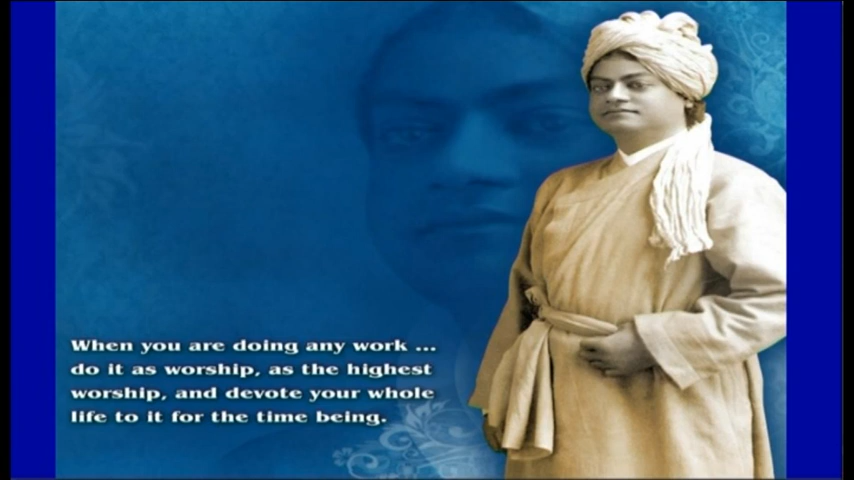 When you are doing any work ...
do it as worship, as the highest
worship, and devote your whole
life to it for the time being.